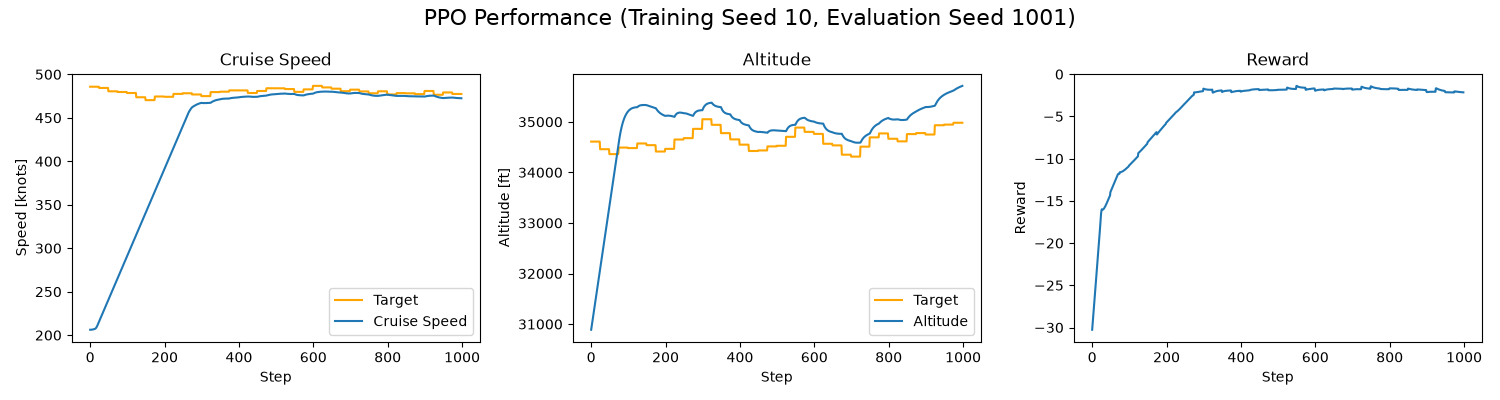 PPO Performance (Training Seed 10, Evaluation Seed 1001)
Cruise Speed
500
450
400
350
300
250
200
Speed [knots]
0 200 400 600 800 1000
Step
Target
Cruise Speed
Altitude
35000
34000
33000
32000
31000
Altitude [ft]
0 200 400 600 800 1000
Step
Target
Altitude
Reward
0
−5
−10
−15
−20
−25
−30
Reward
0 200 400 600 800 1000
Step